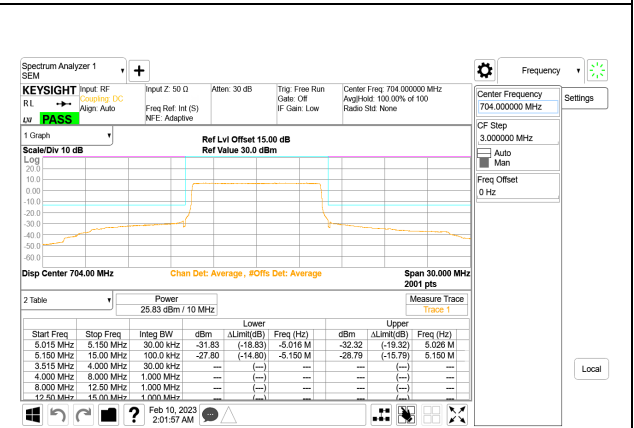 Spectrum Analyzer 1
SEM
Frequency
KEYSIGHT Input: RF Input Z: 50 Ω Atten: 30 dB Trig: Free Run Center Freq: 704.000000 MHz
R L Coupling: DC Gate: Off Avg|Hold: 100.00% of 100
Align: Auto Freq Ref: Int (S) IF Gain: Low Radio Std: None
LXI PASS NFE: Adaptive
Center Frequency
704.000000 MHz
Settings
CF Step
3.000000 MHz
Auto
Man
Freq Offset
0 Hz
1 Graph
Ref Lvl Offset 15.00 dB
Scale/Div 10 dB Ref Value 30.0 dBm
Log
20.0
10.0
0.00
-10.0
-20.0
-30.0
-40.0
-50.0
-60.0
Disp Center 704.00 MHz Chan Det: Average , #Offs Det: Average Span 30.000 MHz
2001 pts
2 Table Power Measure Trace
25.83 dBm / 10 MHz Trace 1
Lower Upper
Start Freq Stop Freq Integ BW dBm ΔLimit(dB) Freq (Hz) dBm ΔLimit(dB) Freq (Hz)
5.015 MHz 5.150 MHz 30.00 kHz -31.83 (-18.83) -5.016 M -32.32 (-19.32) 5.026 M
5.150 MHz 15.00 MHz 100.0 kHz -27.80 (-14.80) -5.150 M -28.79 (-15.79) 5.150 M
3.515 MHz 4.000 MHz 30.00 kHz --- (---) --- --- (---) ---
4.000 MHz 8.000 MHz 1.000 MHz --- (---) --- --- (---) ---
8.000 MHz 12.50 MHz 1.000 MHz --- (---) --- --- (---) ---
12.50 MHz 15.00 MHz 1.000 MHz --- (---) --- --- (---) ---
Local
? Feb 10, 2023
2:01:57 AM